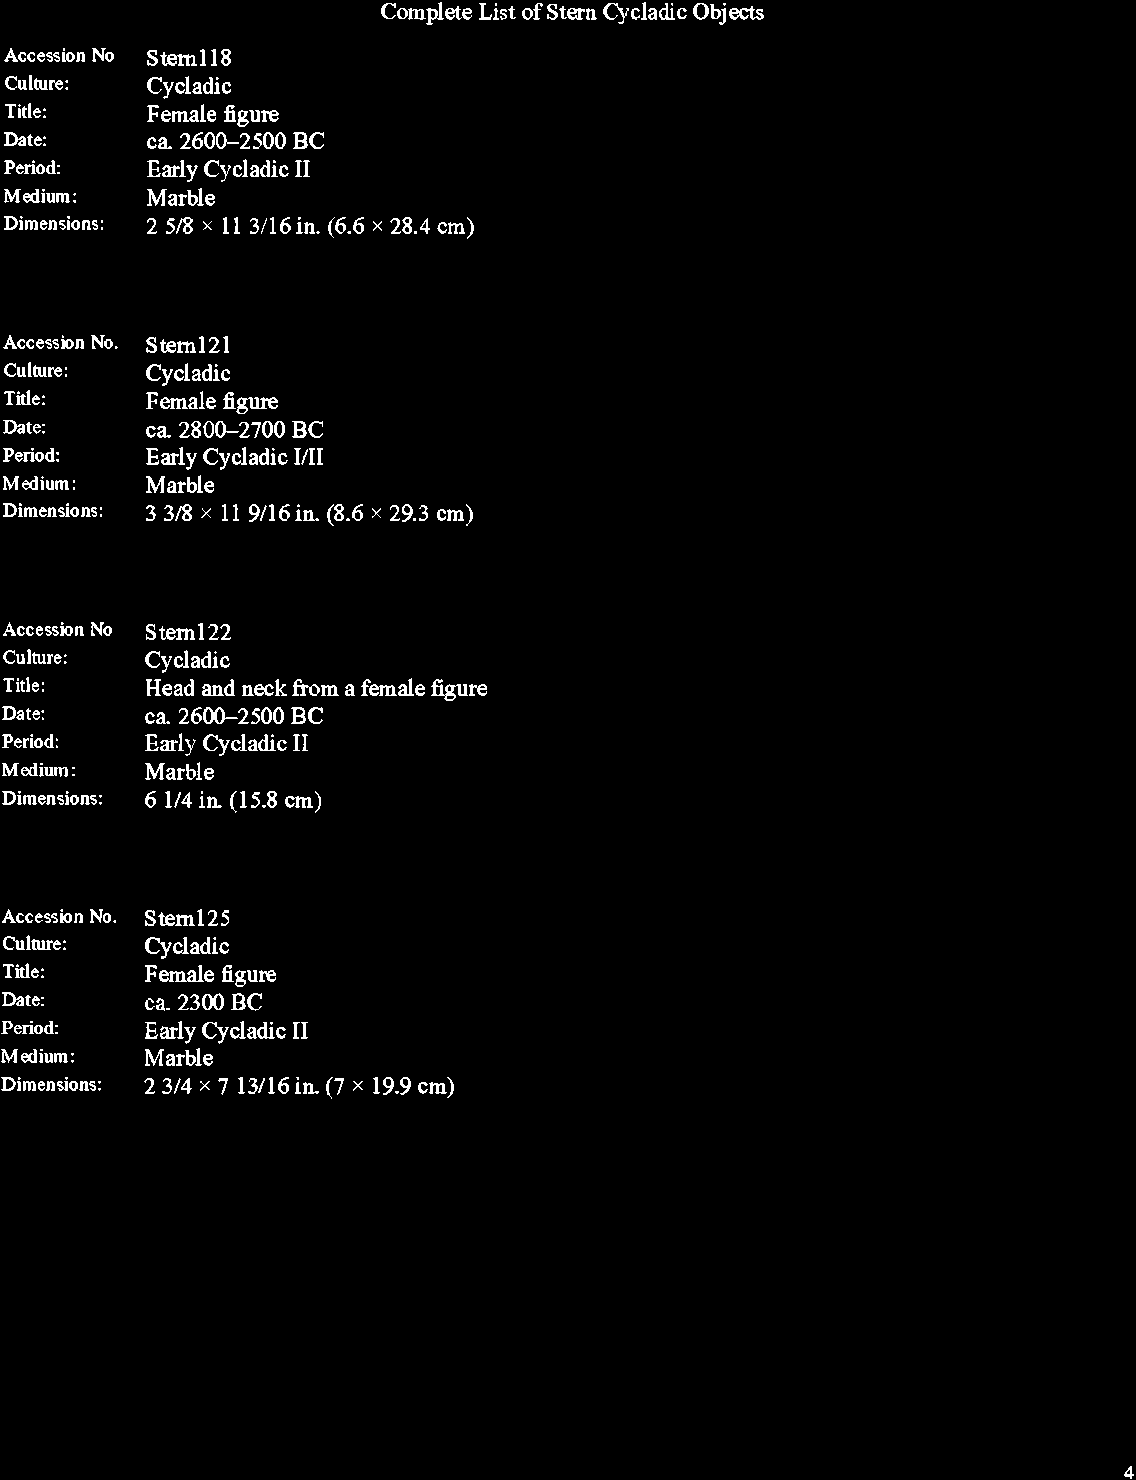 Complete List of Stern Cycladic Objects
Accession No Stern118
Culture: Cycladic
Title: Female figure
Date: ca. 2600–2500 BC
Period: Early Cycladic II
Medium: Marble
Dimensions: 2 5/8 × 11 3/16 in. (6.6 × 28.4 cm)
Accession No. Stern121
Culture: Cycladic
Title: Female figure
Date: ca. 2800–2700 BC
Period: Early Cycladic I/II
Medium: Marble
Dimensions: 3 3/8 × 11 9/16 in. (8.6 × 29.3 cm)
Accession No Stern122
Culture: Cycladic
Title: Head and neck from a female figure
Date: ca. 2600–2500 BC
Period: Early Cycladic II
Medium: Marble
Dimensions: 6 1/4 in. (15.8 cm)
Accession No. Stern125
Culture: Cycladic
Title: Female figure
Date: ca. 2300 BC
Period: Early Cycladic II
Medium: Marble
Dimensions: 2 3/4 × 7 13/16 in. (7 × 19.9 cm)
4